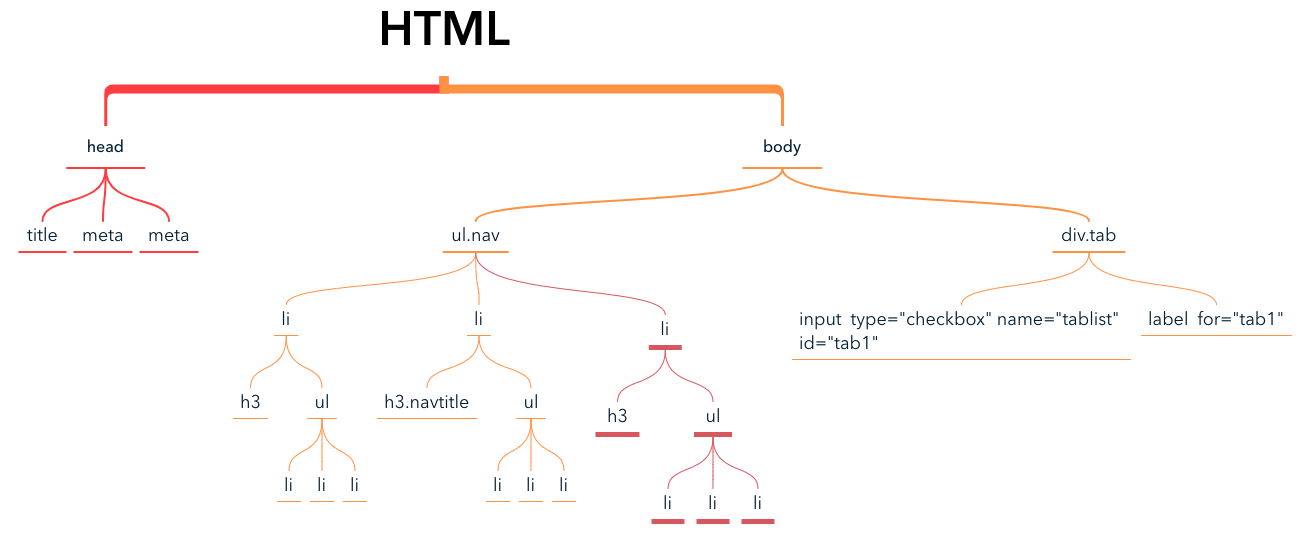 HTML
head
body
title
meta
meta
ul.nav
div.tab
li
li
li
input type="checkbox" name="tablist"
id="tab1"
label for="tab1"
h3
ul
h3.navtitle
ul
h3
ul
li
li
li
li
li
li
li
li
li